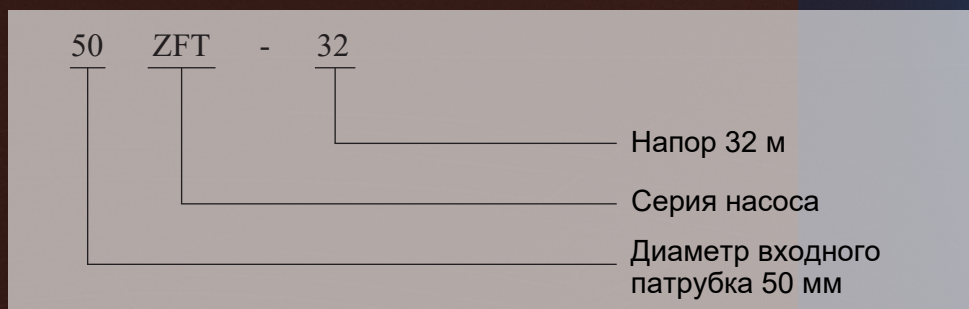 50 ZFT - 32
Напор 32 м
Серия насоса
Диаметр входного
патрубка 50 мм